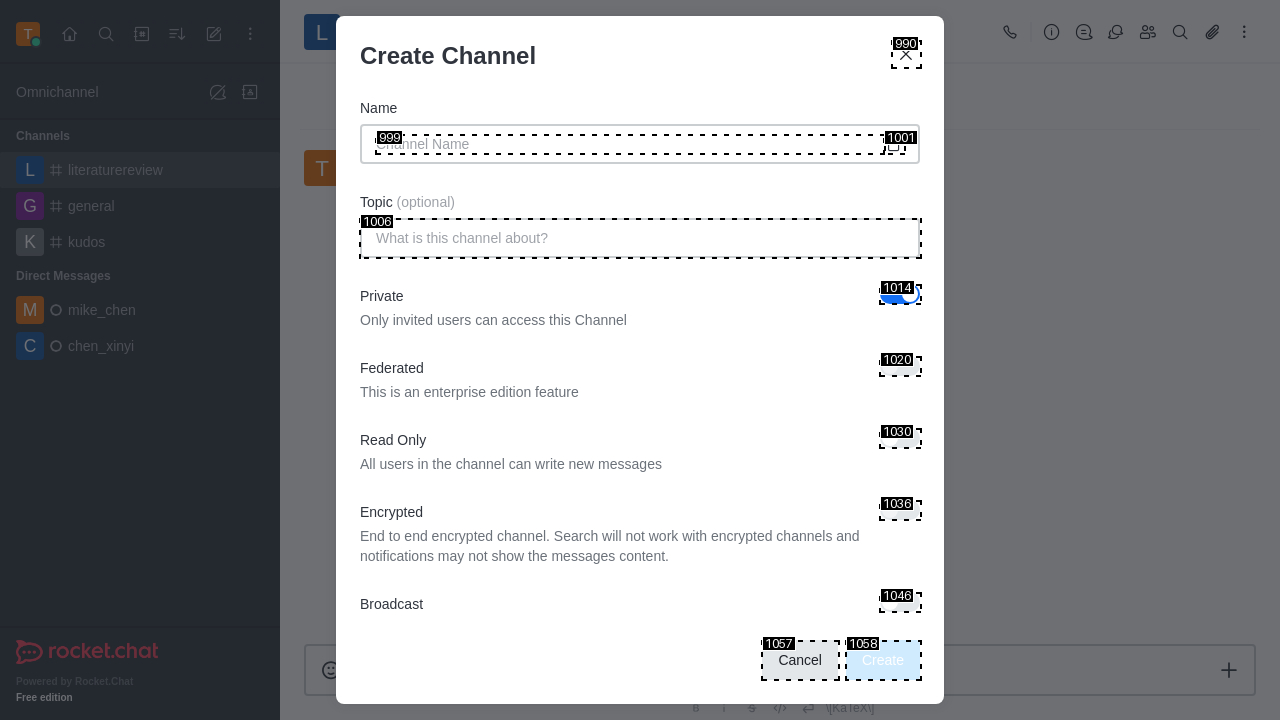 T
L
Omnichannel
Channels
L literaturereview
G general
K kudos
Direct Messages
M mike_chen
C chen_xinyi
rocket.chat
Powered by Rocket.Chat
Free edition
T
Create Channel
990
Name
999
Channel Name
1001
Topic (optional)
1006
What is this channel about?
Private
1014
Only invited users can access this Channel
Federated
1020
This is an enterprise edition feature
Read Only
1030
All users in the channel can write new messages
Encrypted
1036
End to end encrypted channel. Search will not work with encrypted channels and
notifications may not show the messages content.
Broadcast
1046
1057
Cancel
1058
Create